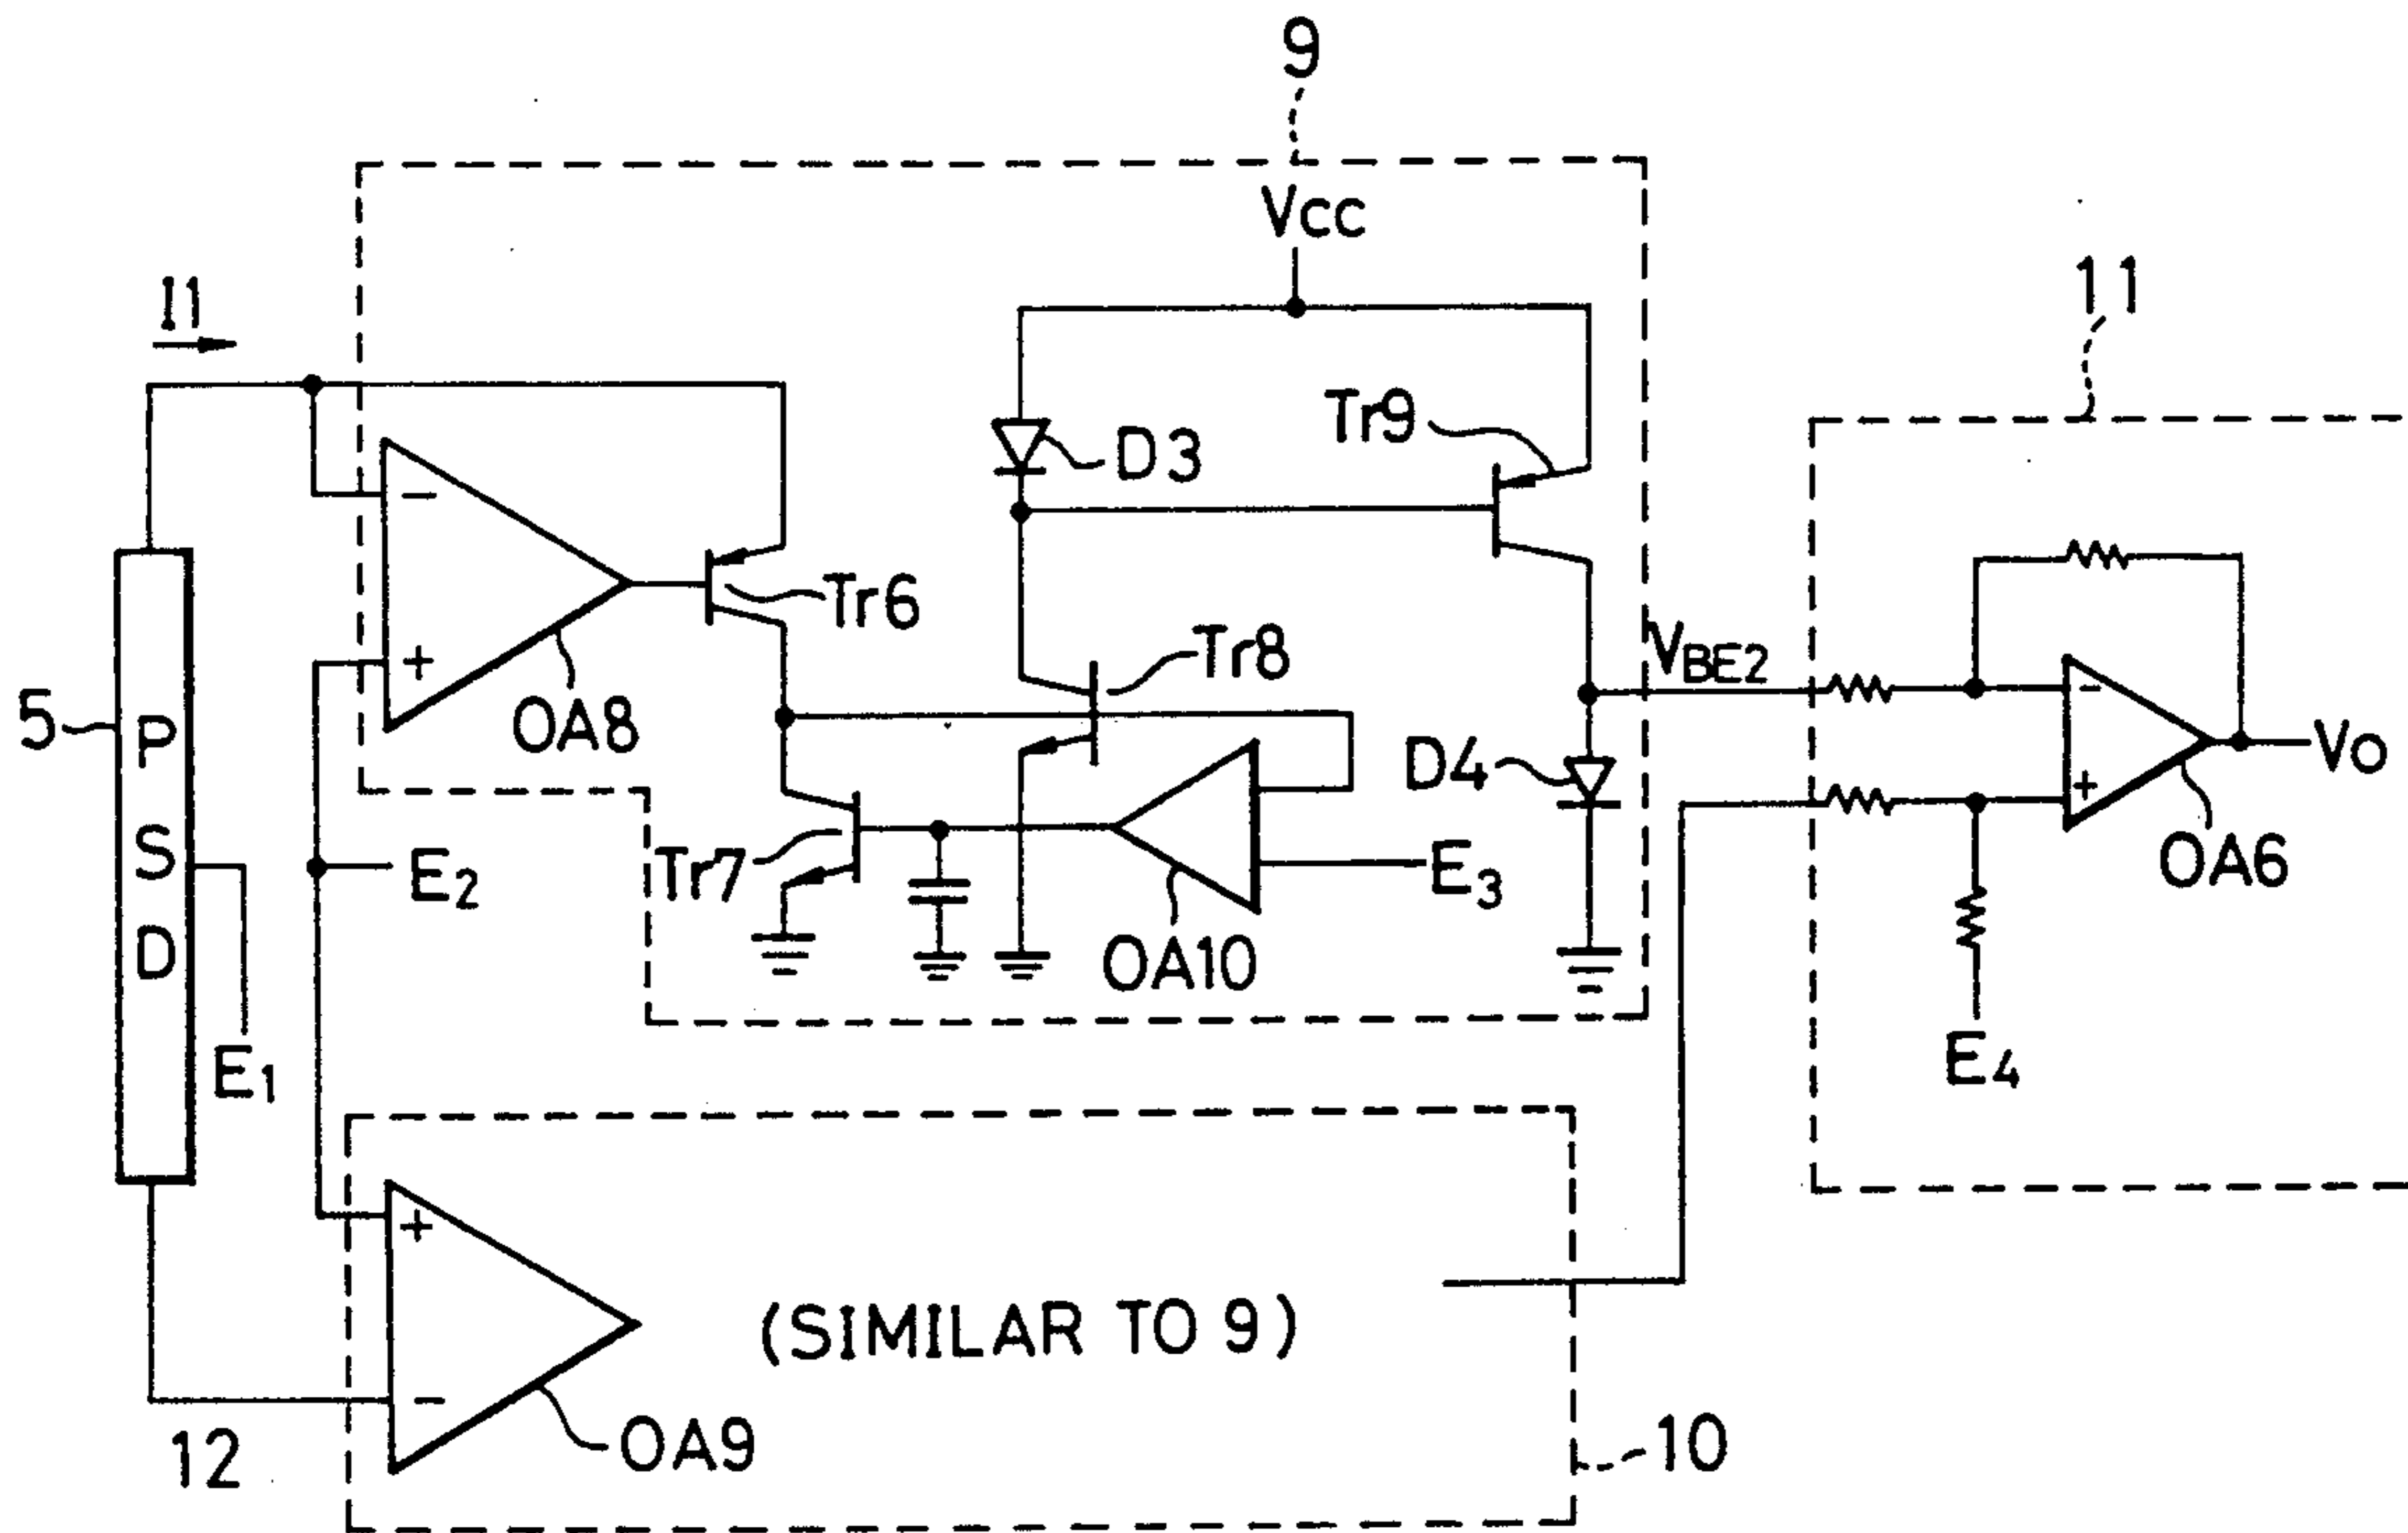 9
Vcc
I1
11
Tr9
D3
Tr6
Tr8
VBE2
−
+
OA8
5
PSD
D4
−
+
Vo
OA6
Tr7
E2
E3
OA10
E1
E4
+
−
(SIMILAR TO 9)
12
OA9
10